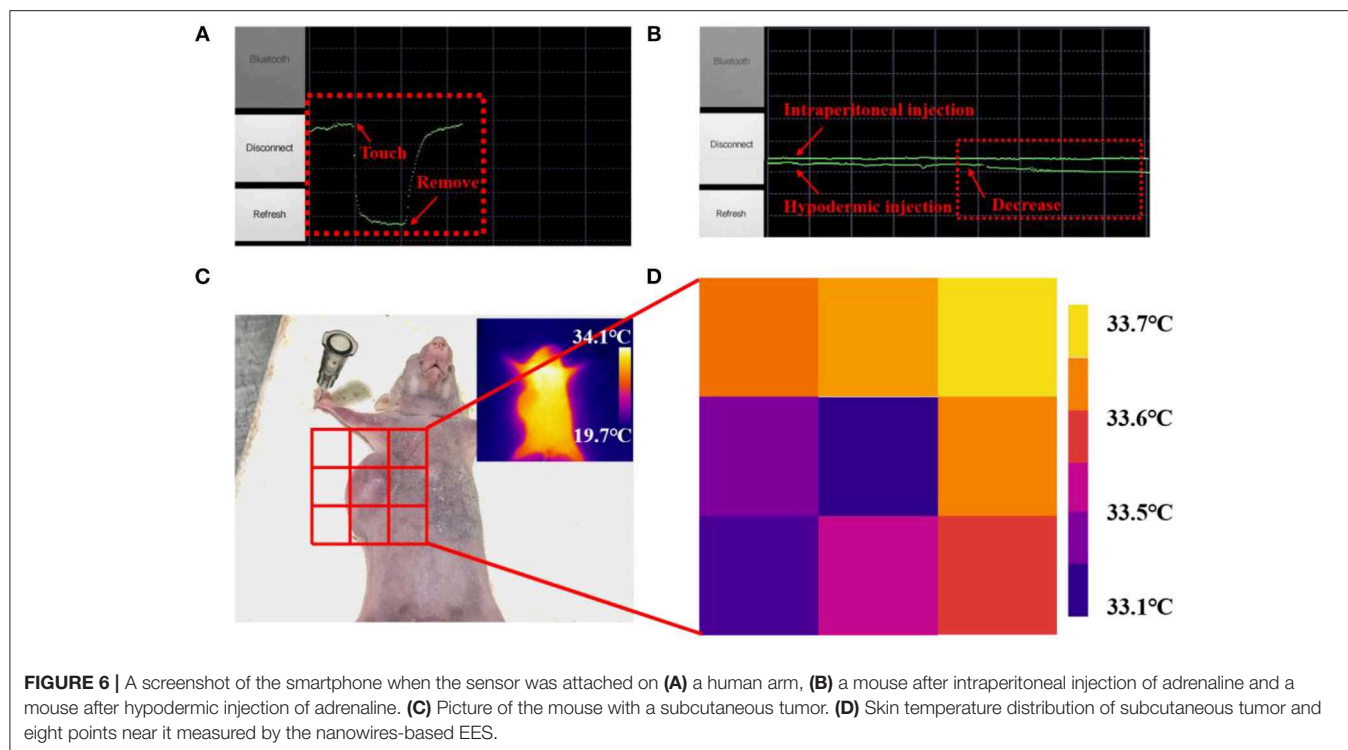 A
Bluetooth
Disconnect
Refresh
Touch
Remove
B
Bluetooth
Disconnect
Refresh
Intraperitoneal injection
Hypodermic injection
Decrease
C
34.1°C
19.7°C
D
33.7°C
33.6°C
33.5°C
33.1°C
FIGURE 6 | A screenshot of the smartphone when the sensor was attached on (A) a human arm, (B) a mouse after intraperitoneal injection of adrenaline and a
mouse after hypodermic injection of adrenaline. (C) Picture of the mouse with a subcutaneous tumor. (D) Skin temperature distribution of subcutaneous tumor and
eight points near it measured by the nanowires-based EES.